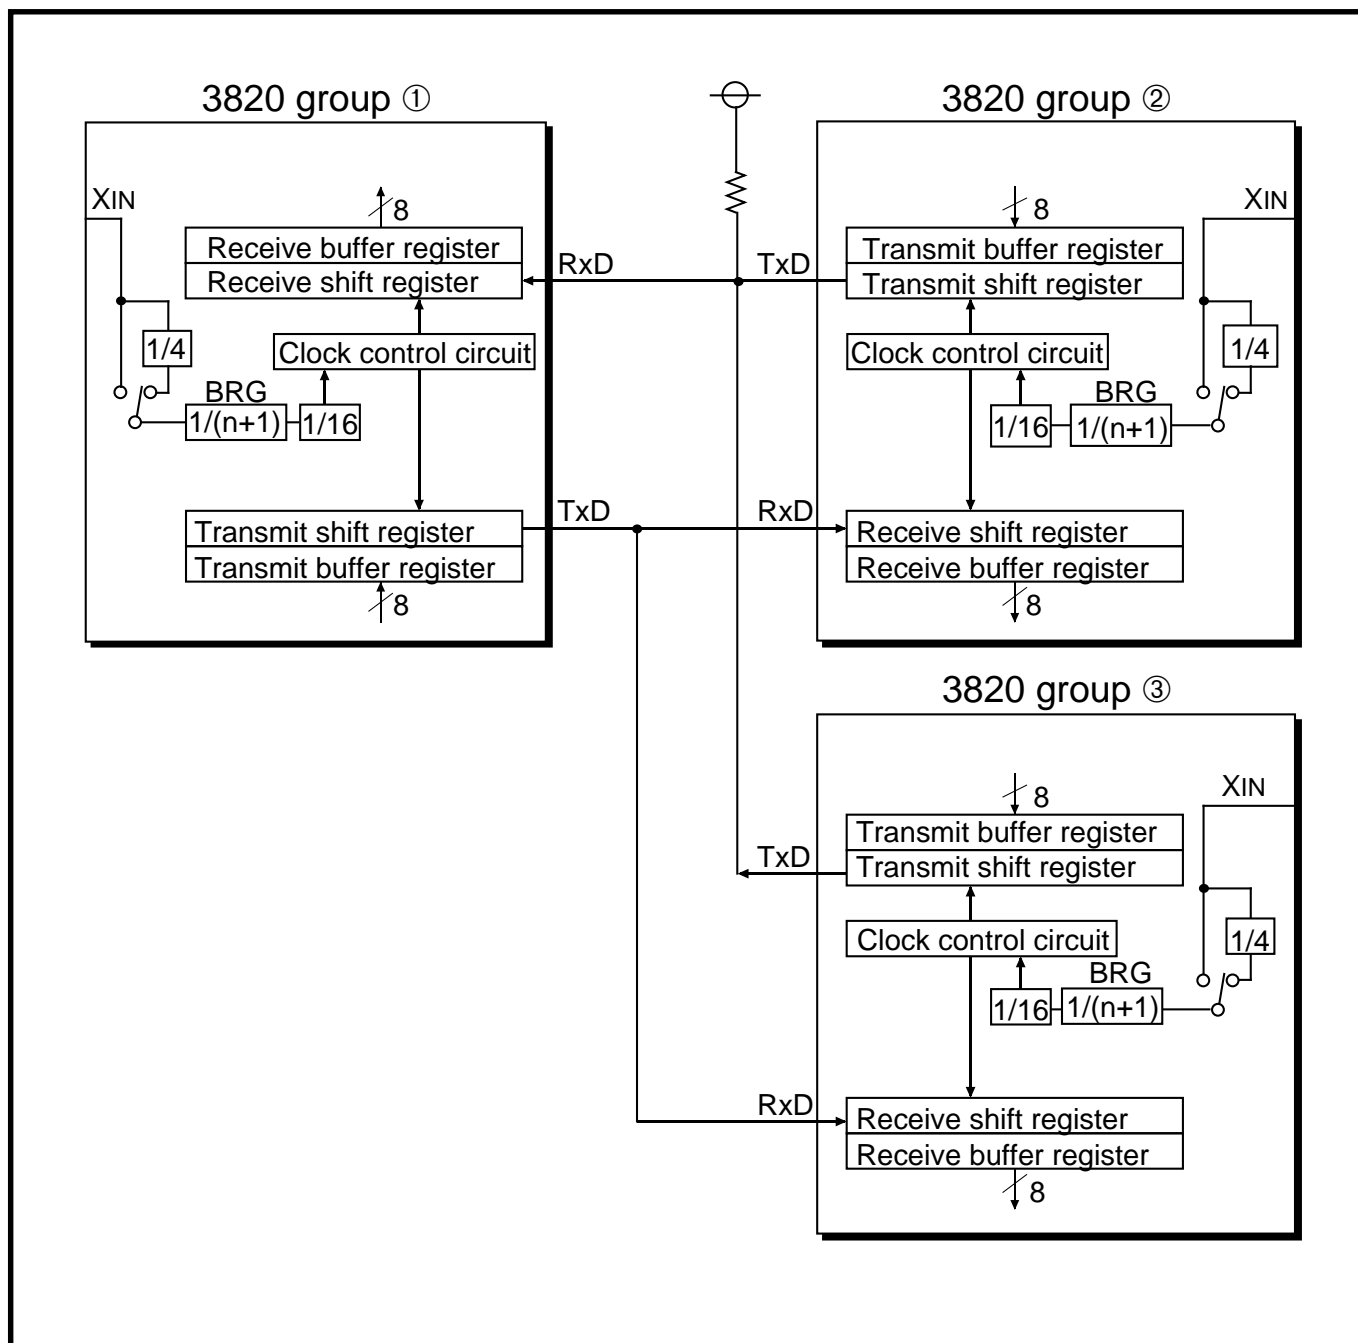 3820 group ①
XIN
8
Receive buffer register
Receive shift register
RxD
1/4
Clock control circuit
BRG
1/(n+1)
1/16
Transmit shift register
TxD
Transmit buffer register
8
3820 group ②
XIN
8
Transmit buffer register
TxD
Transmit shift register
Clock control circuit
1/4
BRG
1/16
1/(n+1)
RxD
Receive shift register
Receive buffer register
8
3820 group ③
XIN
8
Transmit buffer register
TxD
Transmit shift register
Clock control circuit
1/4
BRG
1/16
1/(n+1)
RxD
Receive shift register
Receive buffer register
8